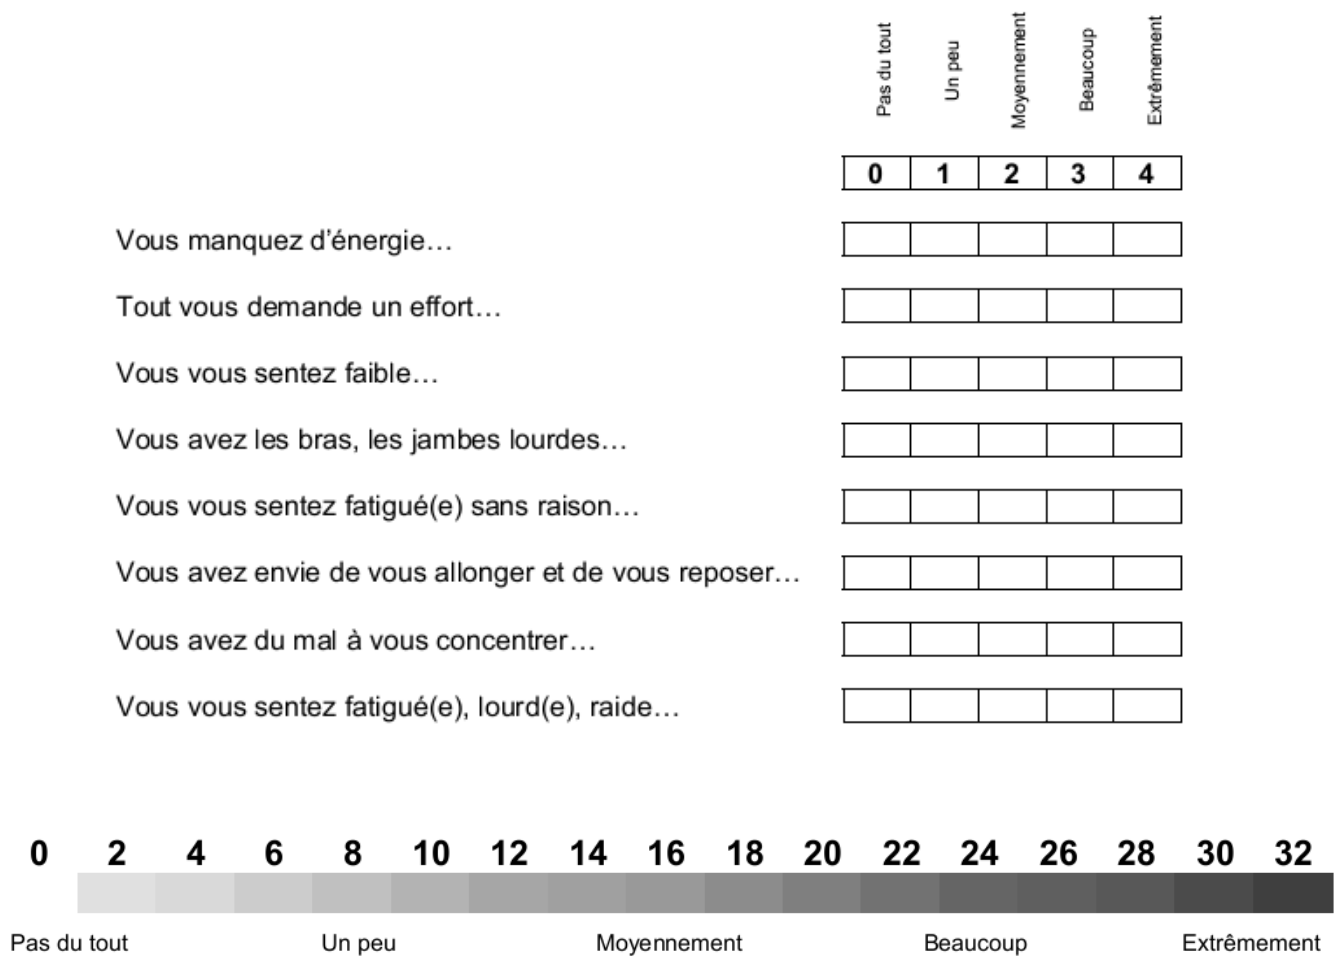 Pas du tout
Un peu
Moyennement
Beaucoup
Extrêmement
0 1 2 3 4
Vous manquez d’énergie…
Tout vous demande un effort…
Vous vous sentez faible…
Vous avez les bras, les jambes lourdes…
Vous vous sentez fatigué(e) sans raison…
Vous avez envie de vous allonger et de vous reposer…
Vous avez du mal à vous concentrer…
Vous vous sentez fatigué(e), lourd(e), raide…
0 2 4 6 8 10 12 14 16 18 20 22 24 26 28 30 32
Pas du tout Un peu Moyennement Beaucoup Extrêmement